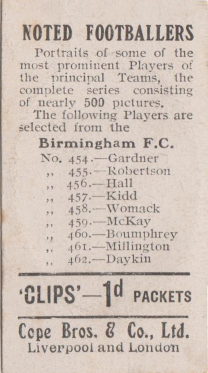 NOTED FOOTBALLERS
Portraits of some of the
most prominent Players of
the principal Teams, the
complete series consisting
of nearly 500 pictures.
The following Players are
selected from the
Birmingham F.C.
No. 454.—Gardner
,, 455.—Robertson
,, 456.—Hall
,, 457.—Kidd
,, 458.—Womack
,, 459.—McKay
,, 460.—Boumphrey
,, 461.—Millington
,, 462.—Daykin
'CLIPS'—1d PACKETS
Cope Bros. & Co., Ltd.
Liverpool and London